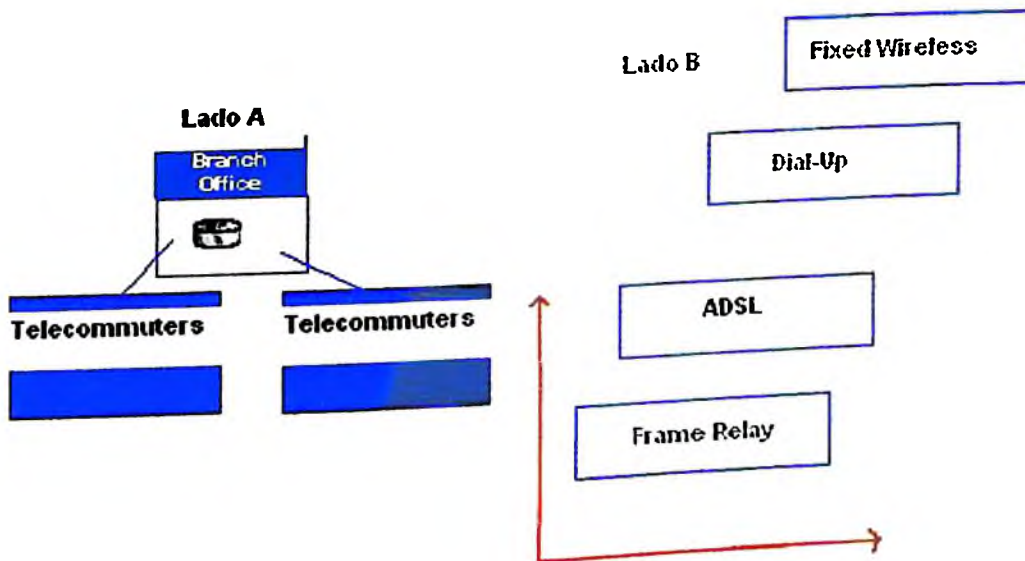 Lado A
Branch
Office
Telecommuters
Telecommuters
Lado B
Fixed Wireless
Dial-Up
ADSL
Frame Relay